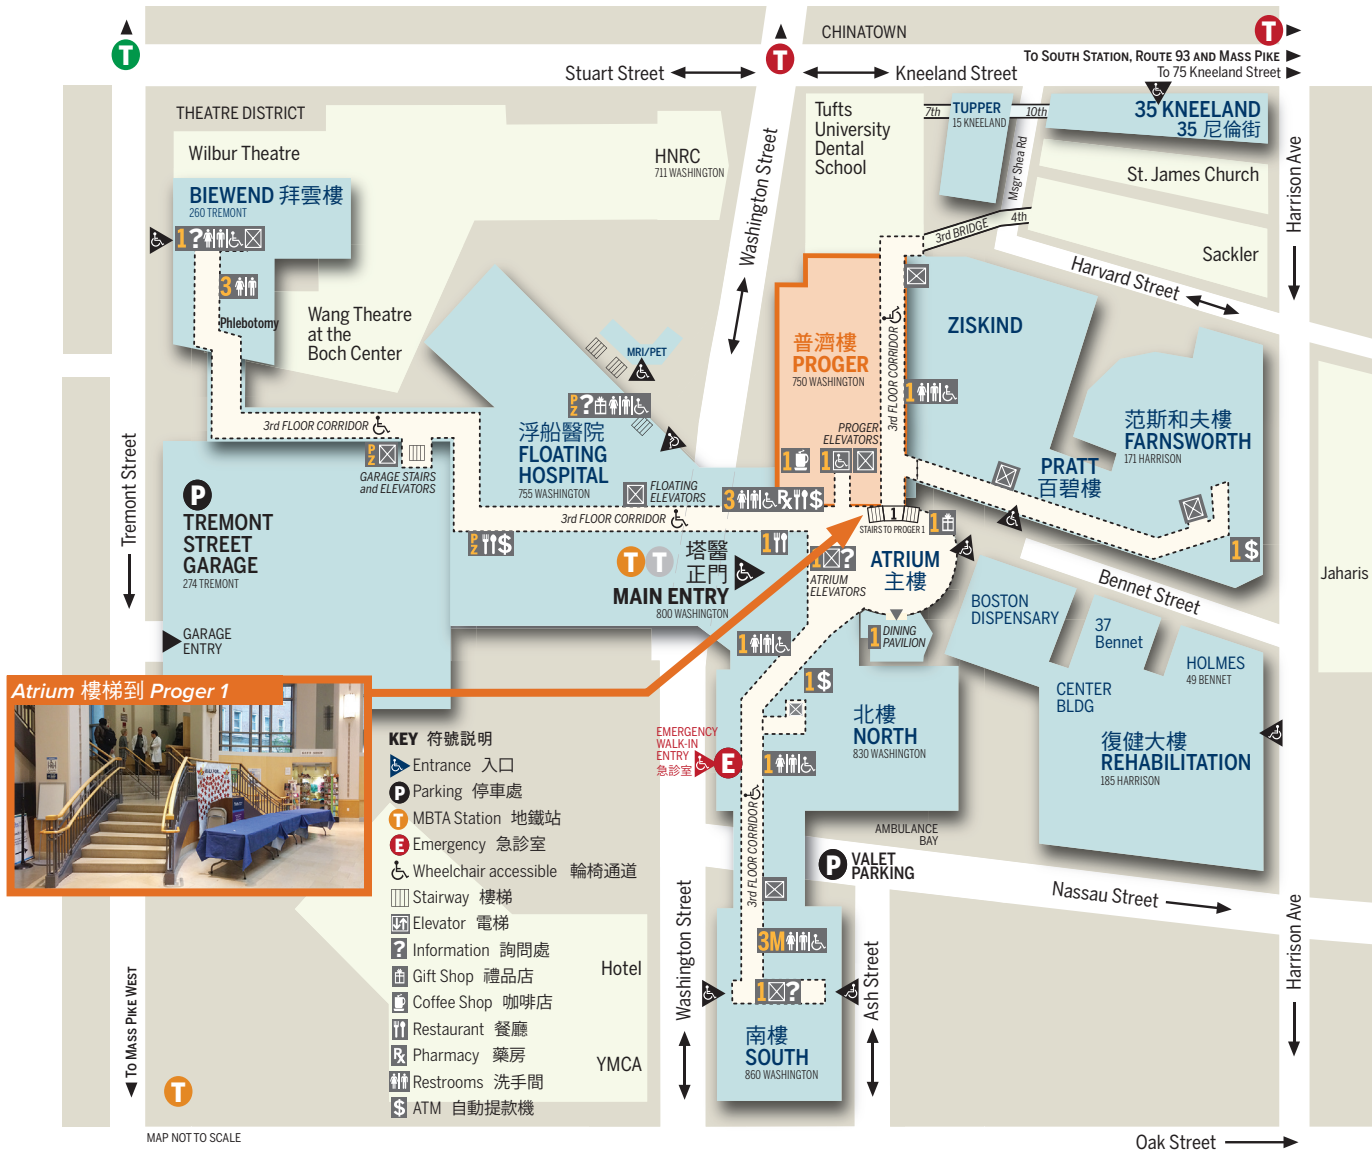 T
T
T
CHINATOWN
TO SOUTH STATION, ROUTE 93 AND MASS PIKE
To 75 Kneeland Street
Stuart Street
Kneeland Street
THEATRE DISTRICT
Wilbur Theatre
HNRC
711 WASHINGTON
Washington Street
Tufts
University
Dental
School
7th
TUPPER
15 KNEELAND
10th
35 KNEELAND
35 尼倫街
Msgr Shea Rd
St. James Church
Harrison Ave
BIEWEND 拜雲樓
260 TREMONT
1?
3
Phlebotomy
Wang Theatre
at the
Boch Center
3rd BRIDGE
4th
Sackler
Harvard Street
ZISKIND
普濟樓
PROGER
750 WASHINGTON
3rd FLOOR CORRIDOR
MRI/PET
P
2
?
1
范斯和夫樓
FARNSWORTH
171 HARRISON
3rd FLOOR CORRIDOR
浮船醫院
FLOATING
HOSPITAL
755 WASHINGTON
PROGER
ELEVATORS
1
1
PRATT
百碧樓
P
2
GARAGE STAIRS
and ELEVATORS
FLOATING
ELEVATORS
3
$
Tremont Street
P
TREMONT
STREET
GARAGE
274 TREMONT
3rd FLOOR CORRIDOR
1
STAIRS TO PROGER 1
1
P
2
$
1
1?
ATRIUM
ELEVATORS
ATRIUM
主樓
1$
T
T
塔醫
正門
MAIN ENTRY
800 WASHINGTON
Bennet Street
Jaharis
BOSTON
DISPENSARY
37
Bennet
HOLMES
49 BENNET
GARAGE
ENTRY
1
1
DINING
PAVILION
1$
CENTER
BLDG
Atrium 樓梯到 Proger 1
EMERGENCY
WALK-IN
ENTRY
急診室
E
北樓
NORTH
830 WASHINGTON
復健大樓
REHABILITATION
185 HARRISON
1
3rd FLOOR CORRIDOR
KEY 符號説明
Entrance 入口
P Parking 停車處
T MBTA Station 地鐵站
E Emergency 急診室
Wheelchair accessible 輪椅通道
Stairway 樓梯
Elevator 電梯
? Information 詢問處
Gift Shop 禮品店
Coffee Shop 咖啡店
Restaurant 餐廳
Rx Pharmacy 藥房
Restrooms 洗手間
$ ATM 自動提款機
AMBULANCE
BAY
P
VALET
PARKING
Nassau Street
Washington Street
3M
Ash Street
Harrison Ave
Hotel
1?
南樓
SOUTH
860 WASHINGTON
YMCA
TO MASS PIKE WEST
T
MAP NOT TO SCALE
Oak Street